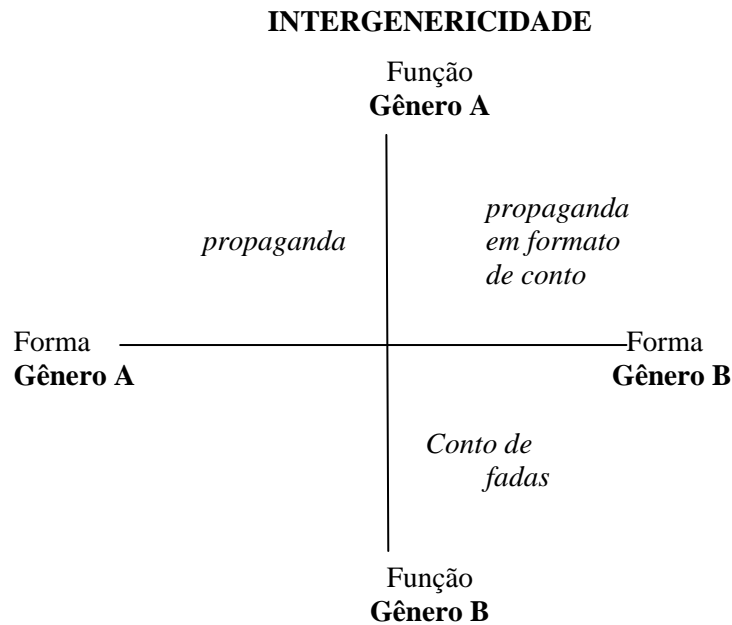 INTERGENERICIDADE
Função
Gênero A
propaganda
propaganda
em formato
de conto
Forma
Gênero A
Forma
Gênero B
Conto de
fadas
Função
Gênero B